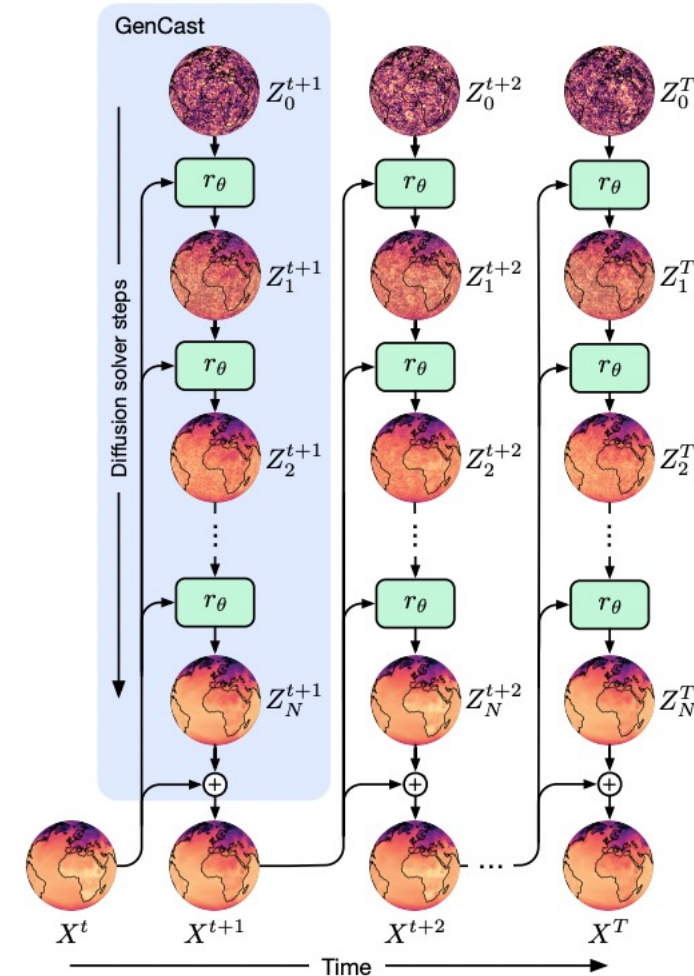 GenCast
Z_0^{t+1} Z_0^{t+2} Z_0^T
r_θ r_θ r_θ
Z_1^{t+1} Z_1^{t+2} Z_1^T
r_θ r_θ r_θ
Diffusion solver steps
Z_2^{t+1} Z_2^{t+2} Z_2^T
r_θ r_θ r_θ
Z_N^{t+1} Z_N^{t+2} Z_N^T
+ + +
...
X^t X^{t+1} X^{t+2} X^T
Time